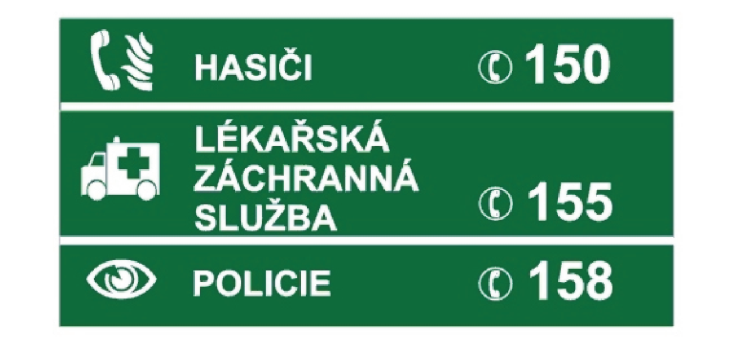 HASIČI 150
LÉKAŘSKÁ
ZÁCHRANNÁ
SLUŽBA 155
POLICIE 158